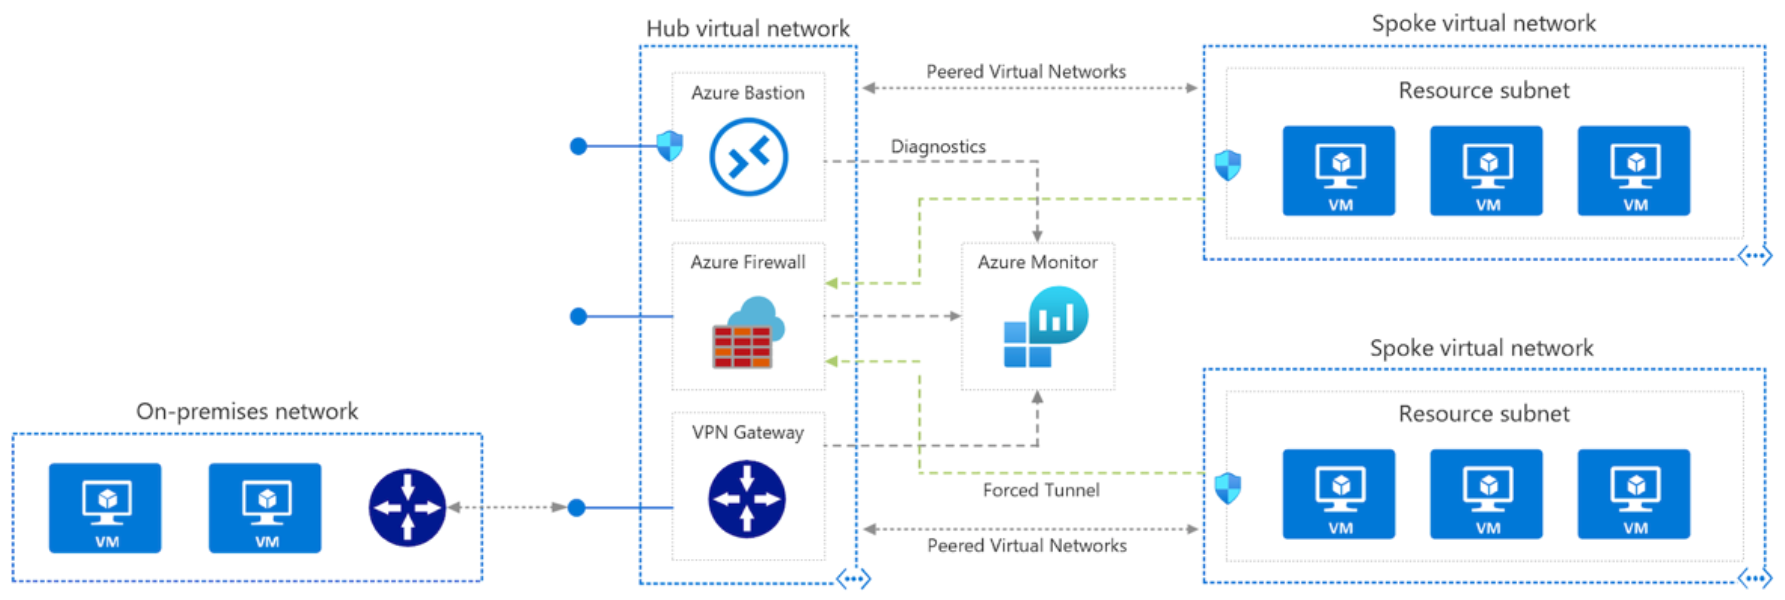 Hub virtual network
Spoke virtual network
Azure Bastion
Peered Virtual Networks
Resource subnet
Diagnostics
VM VM VM
Azure Firewall
Azure Monitor
Spoke virtual network
On-premises network
VPN Gateway
Resource subnet
Forced Tunnel
VM VM
VM VM VM
Peered Virtual Networks